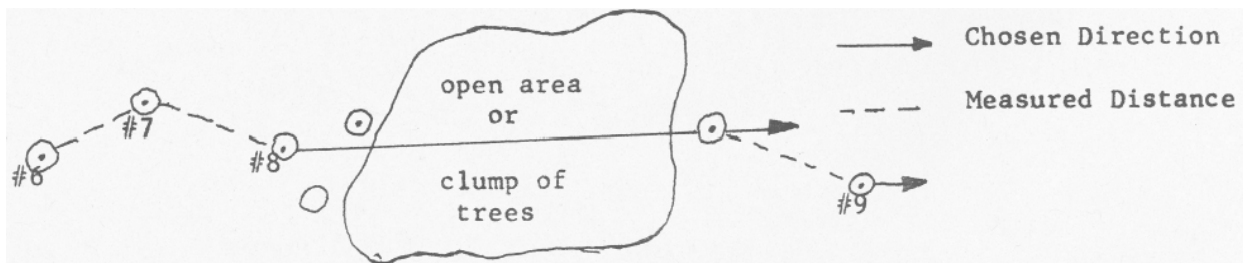 Chosen Direction
open area
or
Measured Distance
#7
#8
#6
clump of
trees
#9